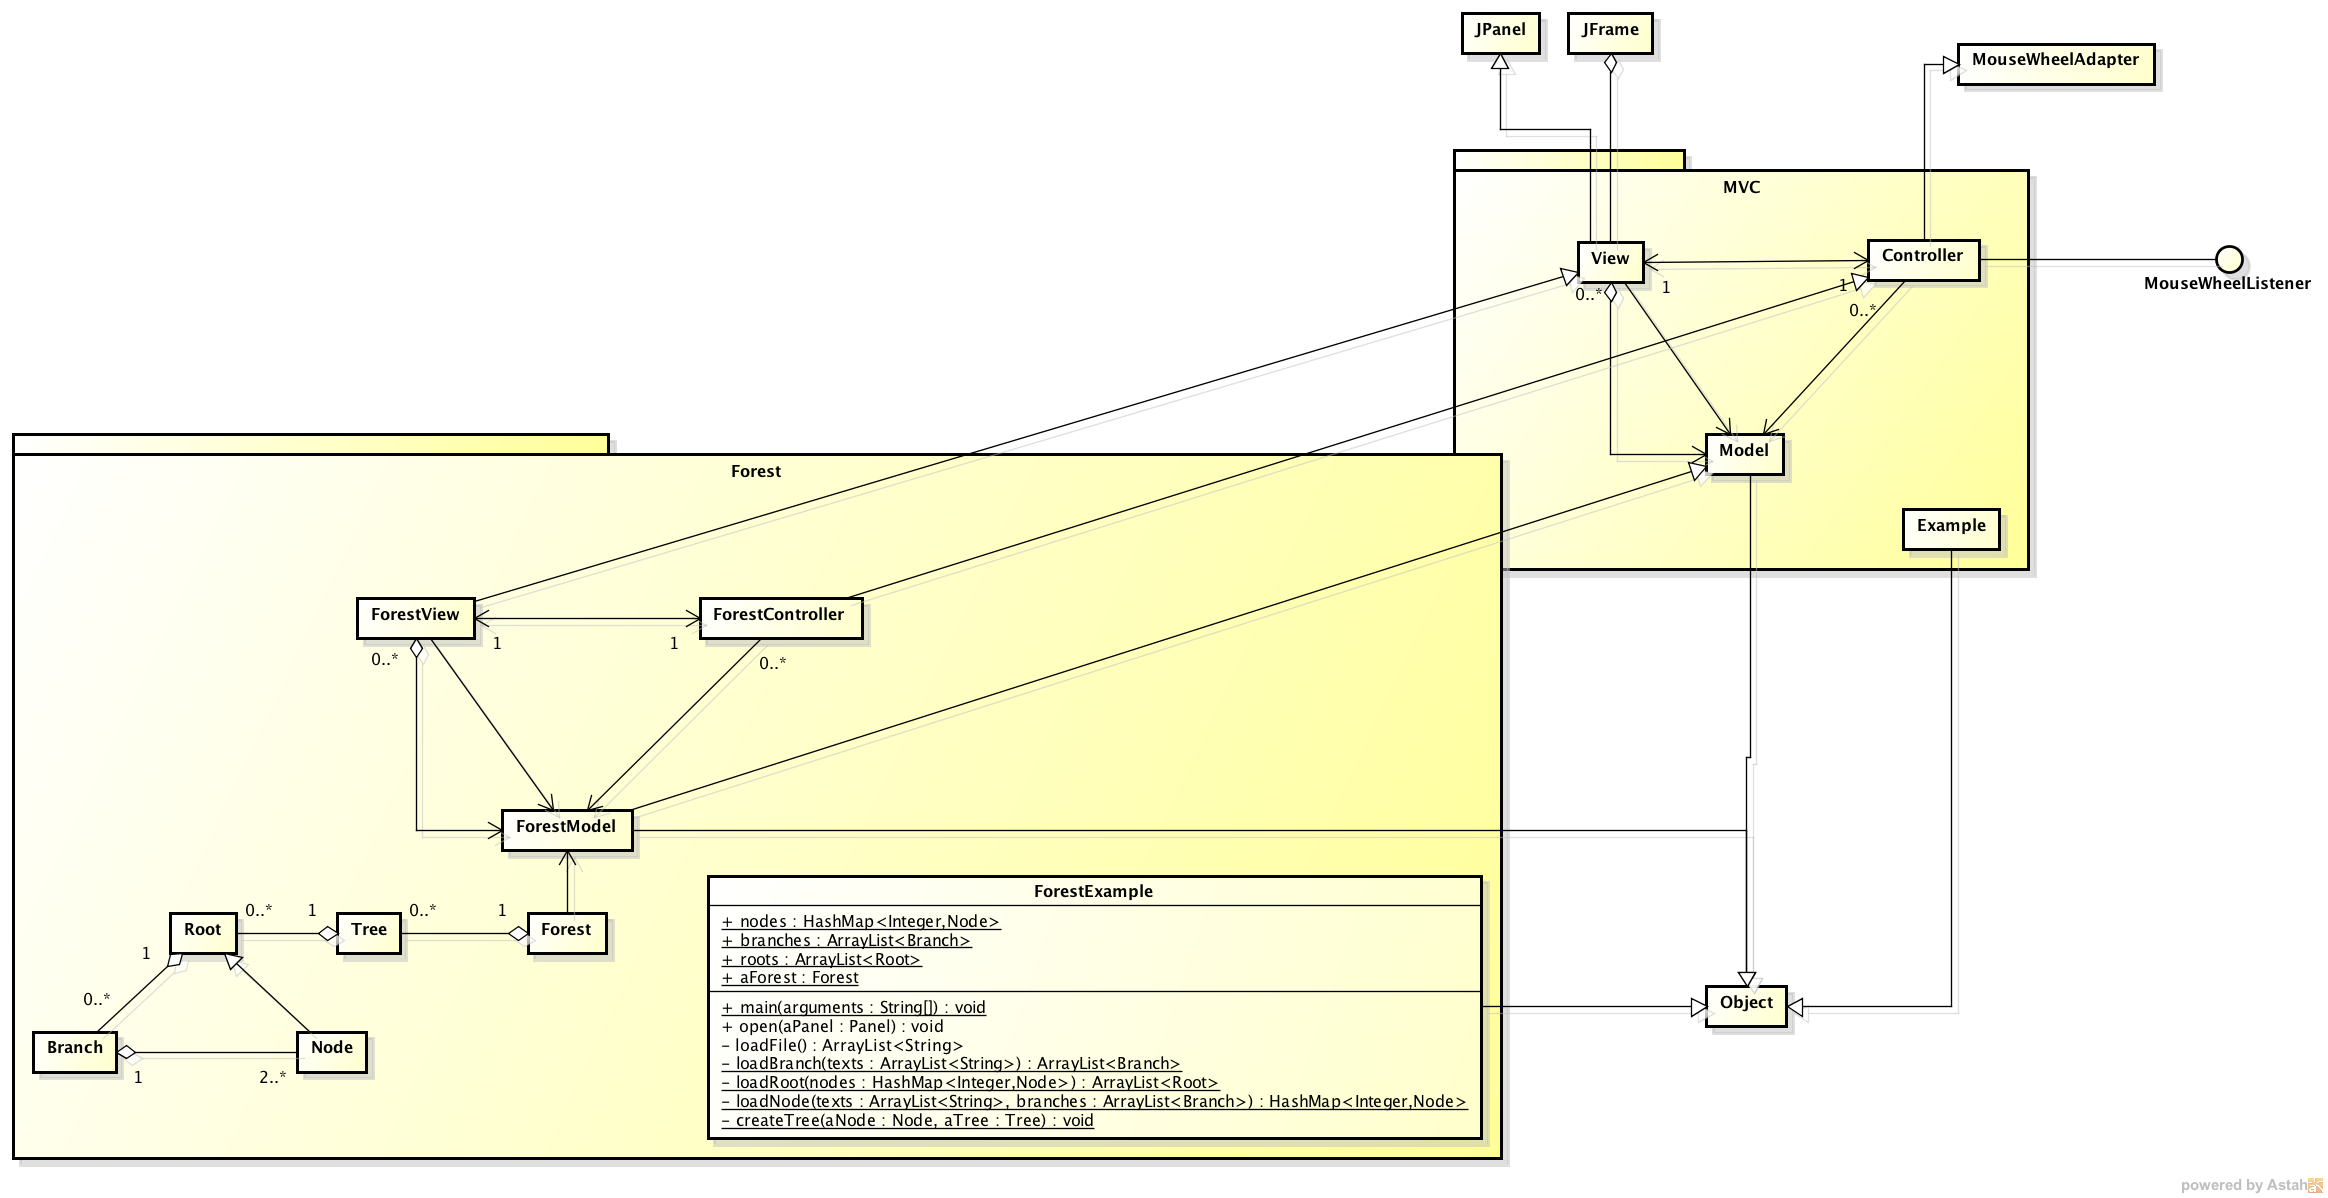 JPanel
JFrame
MouseWheelAdapter
MVC
View
Controller
MouseWheelListener
0..*
1
1
0..*
Model
Forest
Example
ForestView
ForestController
0..*
1
1
0..*
ForestModel
ForestExample
+ nodes : HashMap<Integer,Node>
+ branches : ArrayList<Branch>
+ roots : ArrayList<Root>
+ aForest : Forest
+ main(arguments : String[]) : void
+ open(aPanel : Panel) : void
- loadFile() : ArrayList<String>
- loadBranch(texts : ArrayList<String>) : ArrayList<Branch>
- loadRoot(nodes : HashMap<Integer,Node>) : ArrayList<Root>
- loadNode(texts : ArrayList<String>, branches : ArrayList<Branch>) : HashMap<Integer,Node>
- createTree(aNode : Node, aTree : Tree) : void
0..*
1
0..*
1
Root
Tree
Forest
1
0..*
Object
Branch
Node
1
2..*
powered by Astah